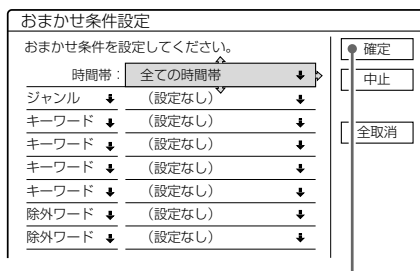 おまかせ条件設定
おまかせ条件を設定してください。
時間帯： 全ての時間帯
ジャンル （設定なし）
キーワード （設定なし）
キーワード （設定なし）
キーワード （設定なし）
キーワード （設定なし）
除外ワード （設定なし）
除外ワード （設定なし）
確定
中止
全取消